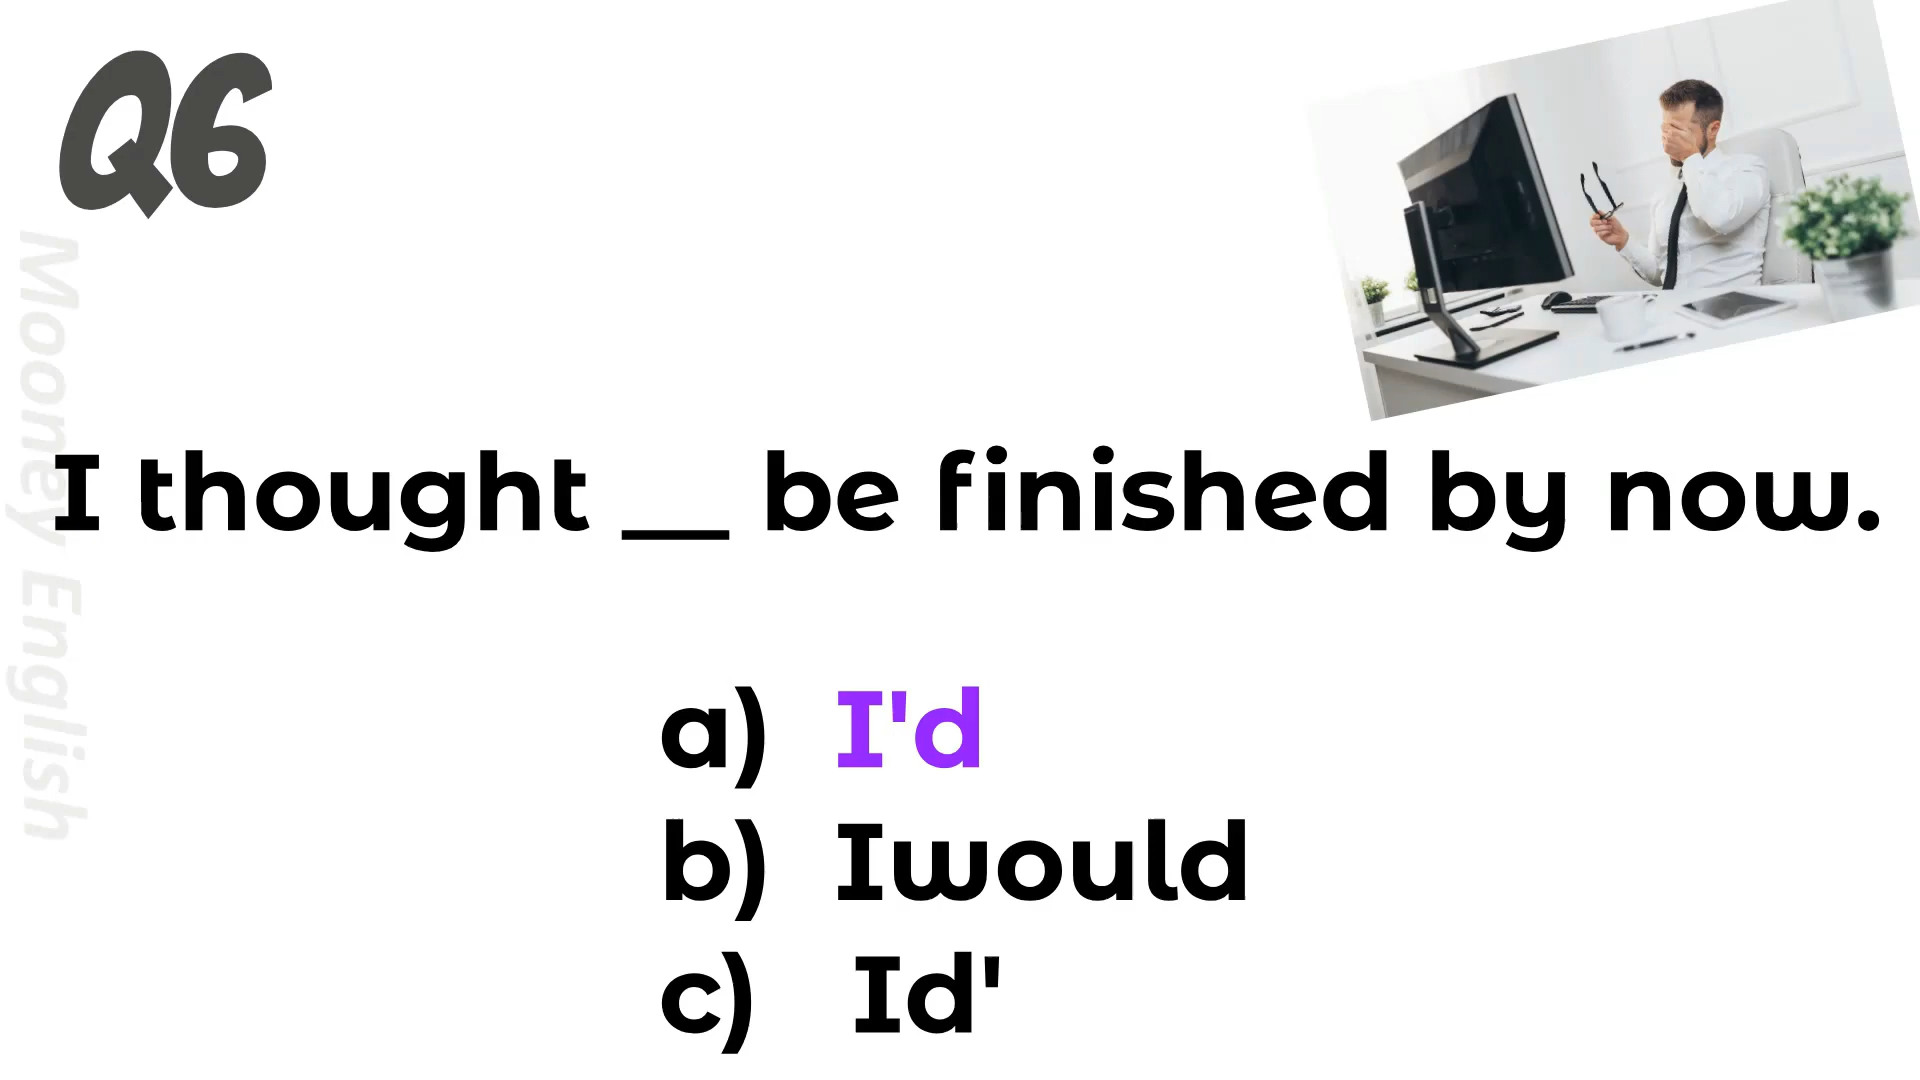 Q6
Mooney English
I thought __ be finished by now.
a) I'd
b) Iwould
c) Id'